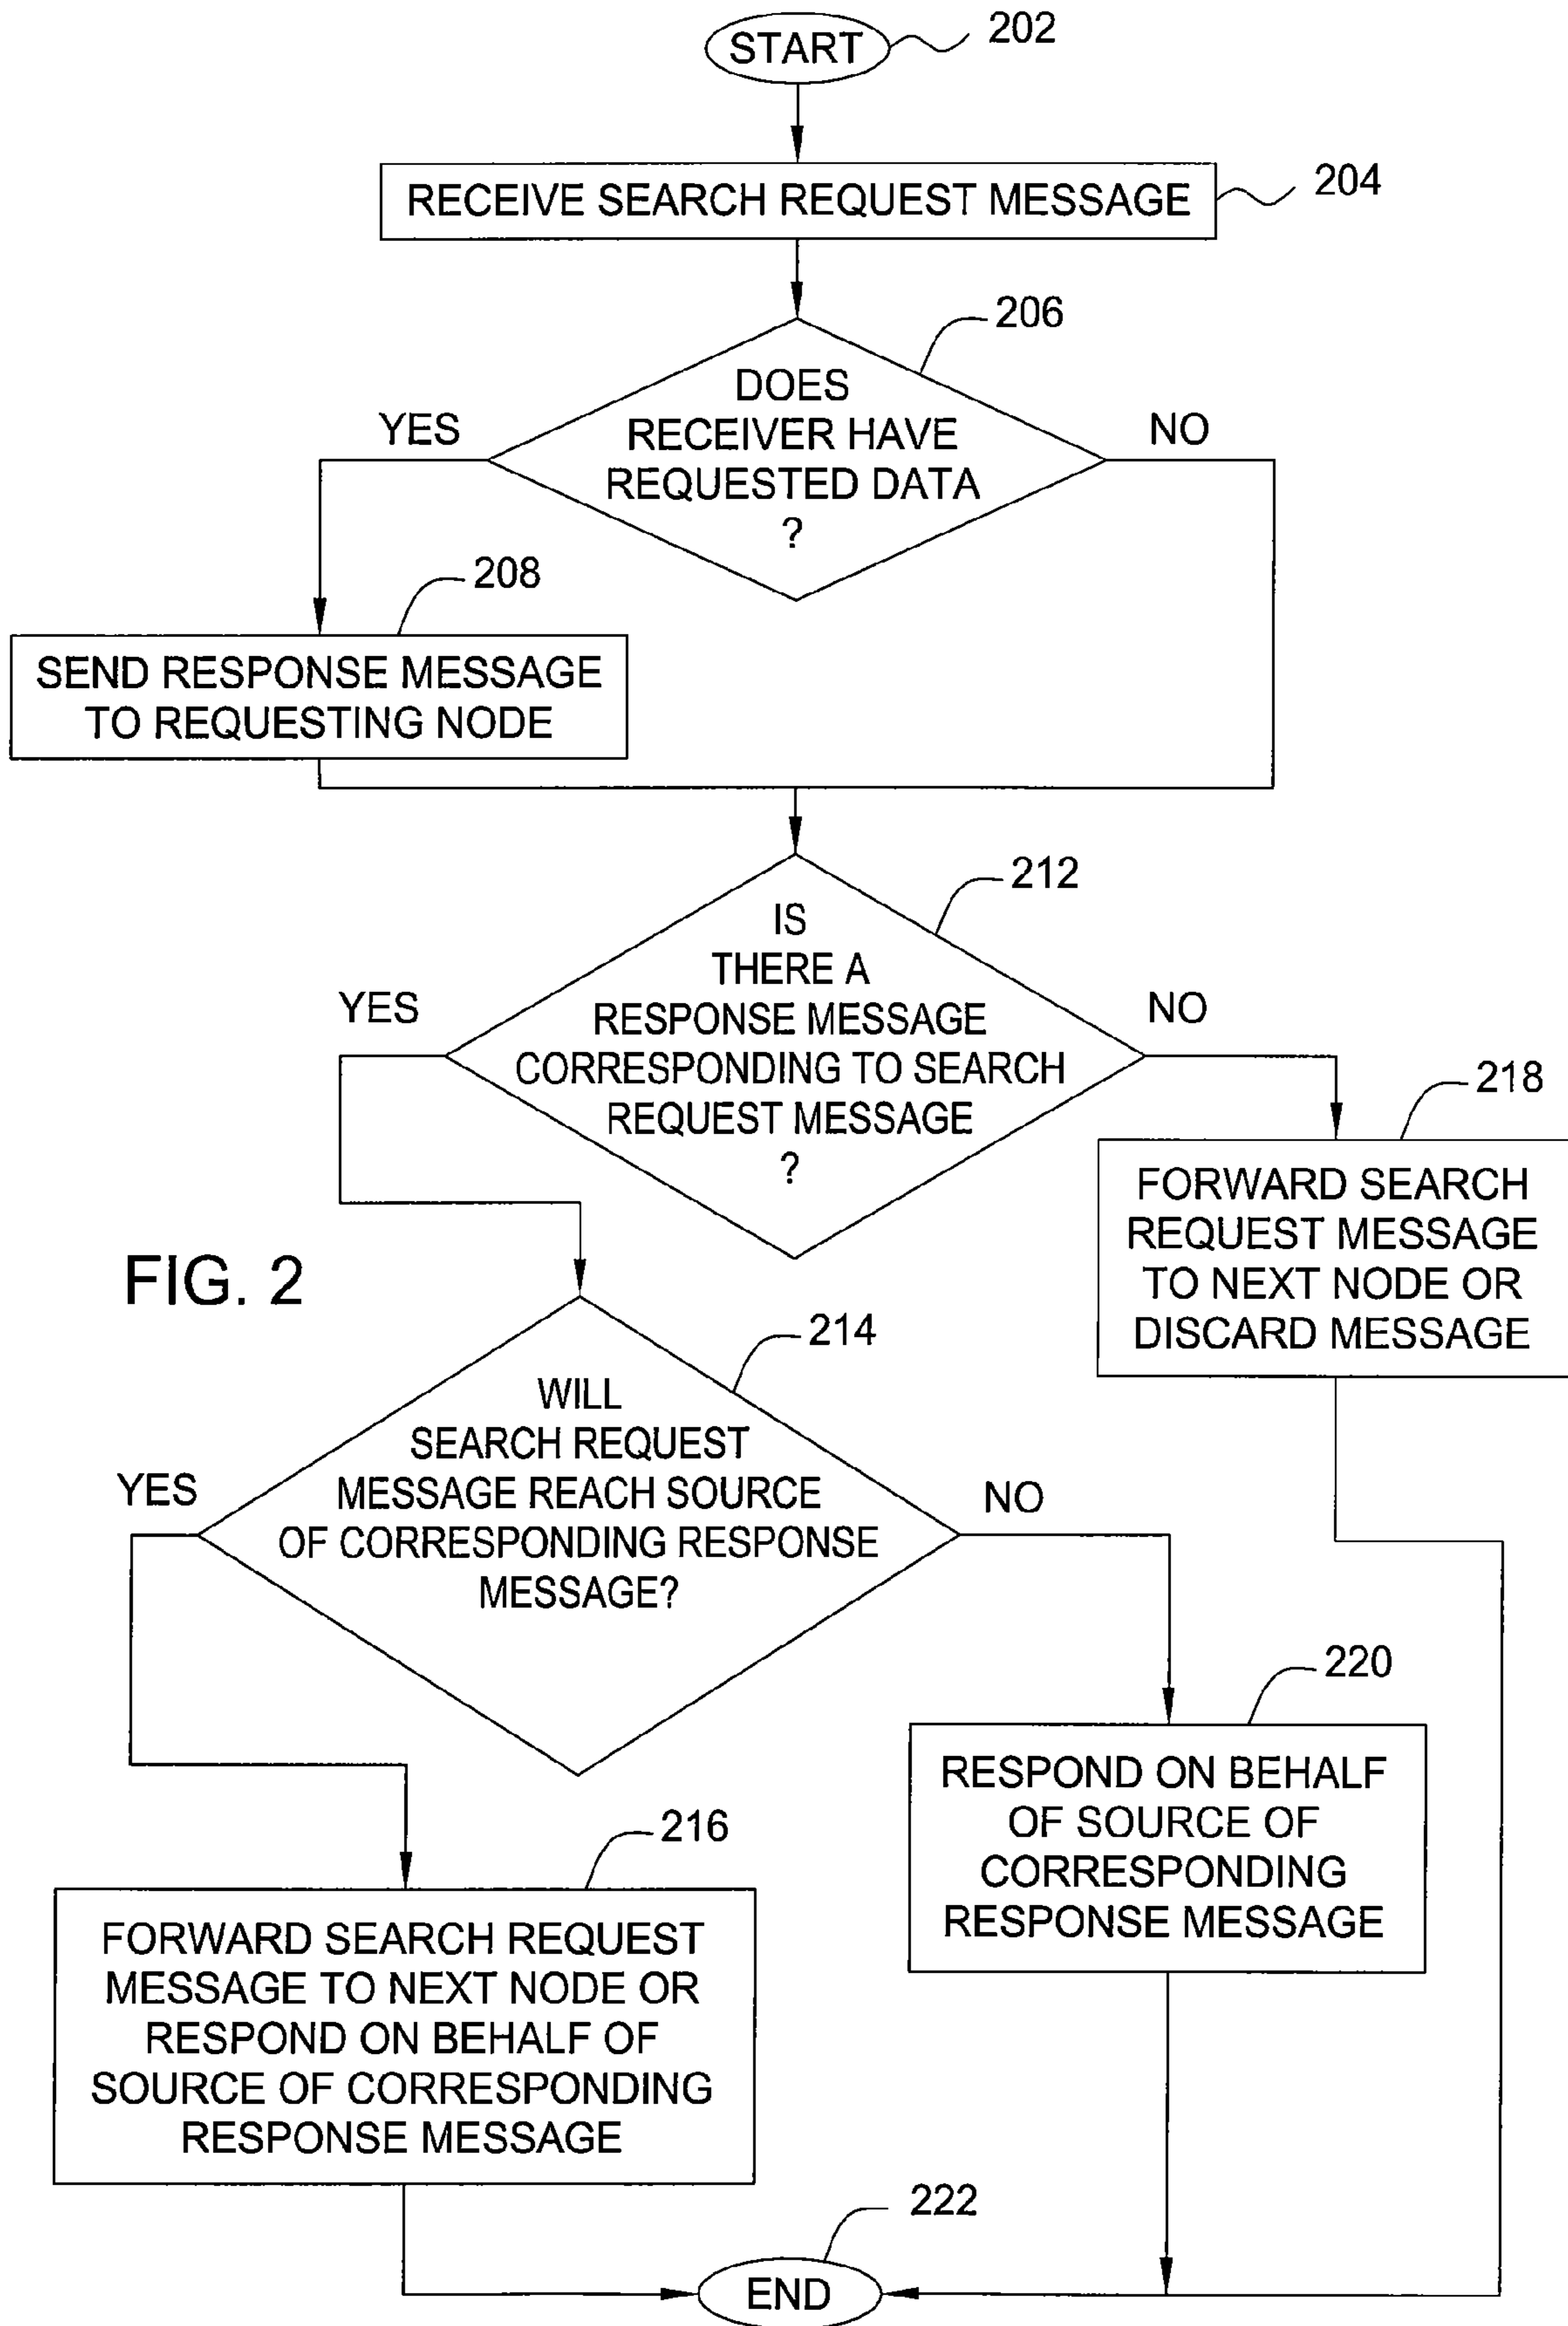 START
202
RECEIVE SEARCH REQUEST MESSAGE
204
206
DOES
RECEIVER HAVE
REQUESTED DATA
?
YES
NO
208
SEND RESPONSE MESSAGE
TO REQUESTING NODE
212
IS
THERE A
RESPONSE MESSAGE
CORRESPONDING TO SEARCH
REQUEST MESSAGE
?
YES
NO
218
FORWARD SEARCH
REQUEST MESSAGE
TO NEXT NODE OR
DISCARD MESSAGE
FIG. 2
214
WILL
SEARCH REQUEST
MESSAGE REACH SOURCE
OF CORRESPONDING RESPONSE
MESSAGE?
YES
NO
220
RESPOND ON BEHALF
OF SOURCE OF
CORRESPONDING
RESPONSE MESSAGE
216
FORWARD SEARCH REQUEST
MESSAGE TO NEXT NODE OR
RESPOND ON BEHALF OF
SOURCE OF CORRESPONDING
RESPONSE MESSAGE
222
END